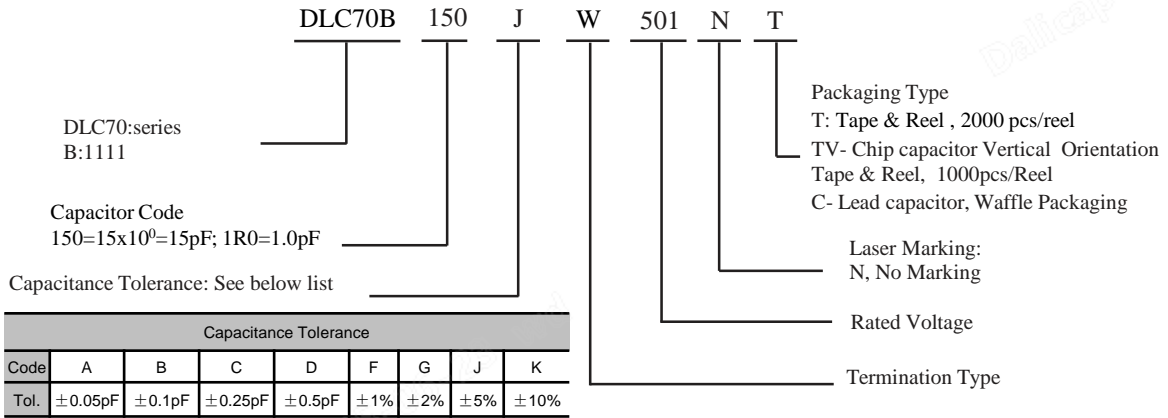 DLC70B 150 J W 501 N T
Packaging Type
T: Tape & Reel , 2000 pcs/reel
TV- Chip capacitor Vertical Orientation
Tape & Reel, 1000pcs/Reel
C- Lead capacitor, Waffle Packaging
DLC70:series
B:1111
Capacitor Code
150=15x10⁰=15pF; 1R0=1.0pF
Laser Marking:
N, No Marking
Capacitance Tolerance: See below list
Rated Voltage
Termination Type
Capacitance Tolerance
Code A B C D F G J K
Tol. ±0.05pF ±0.1pF ±0.25pF ±0.5pF ±1% ±2% ±5% ±10%
Dalicap